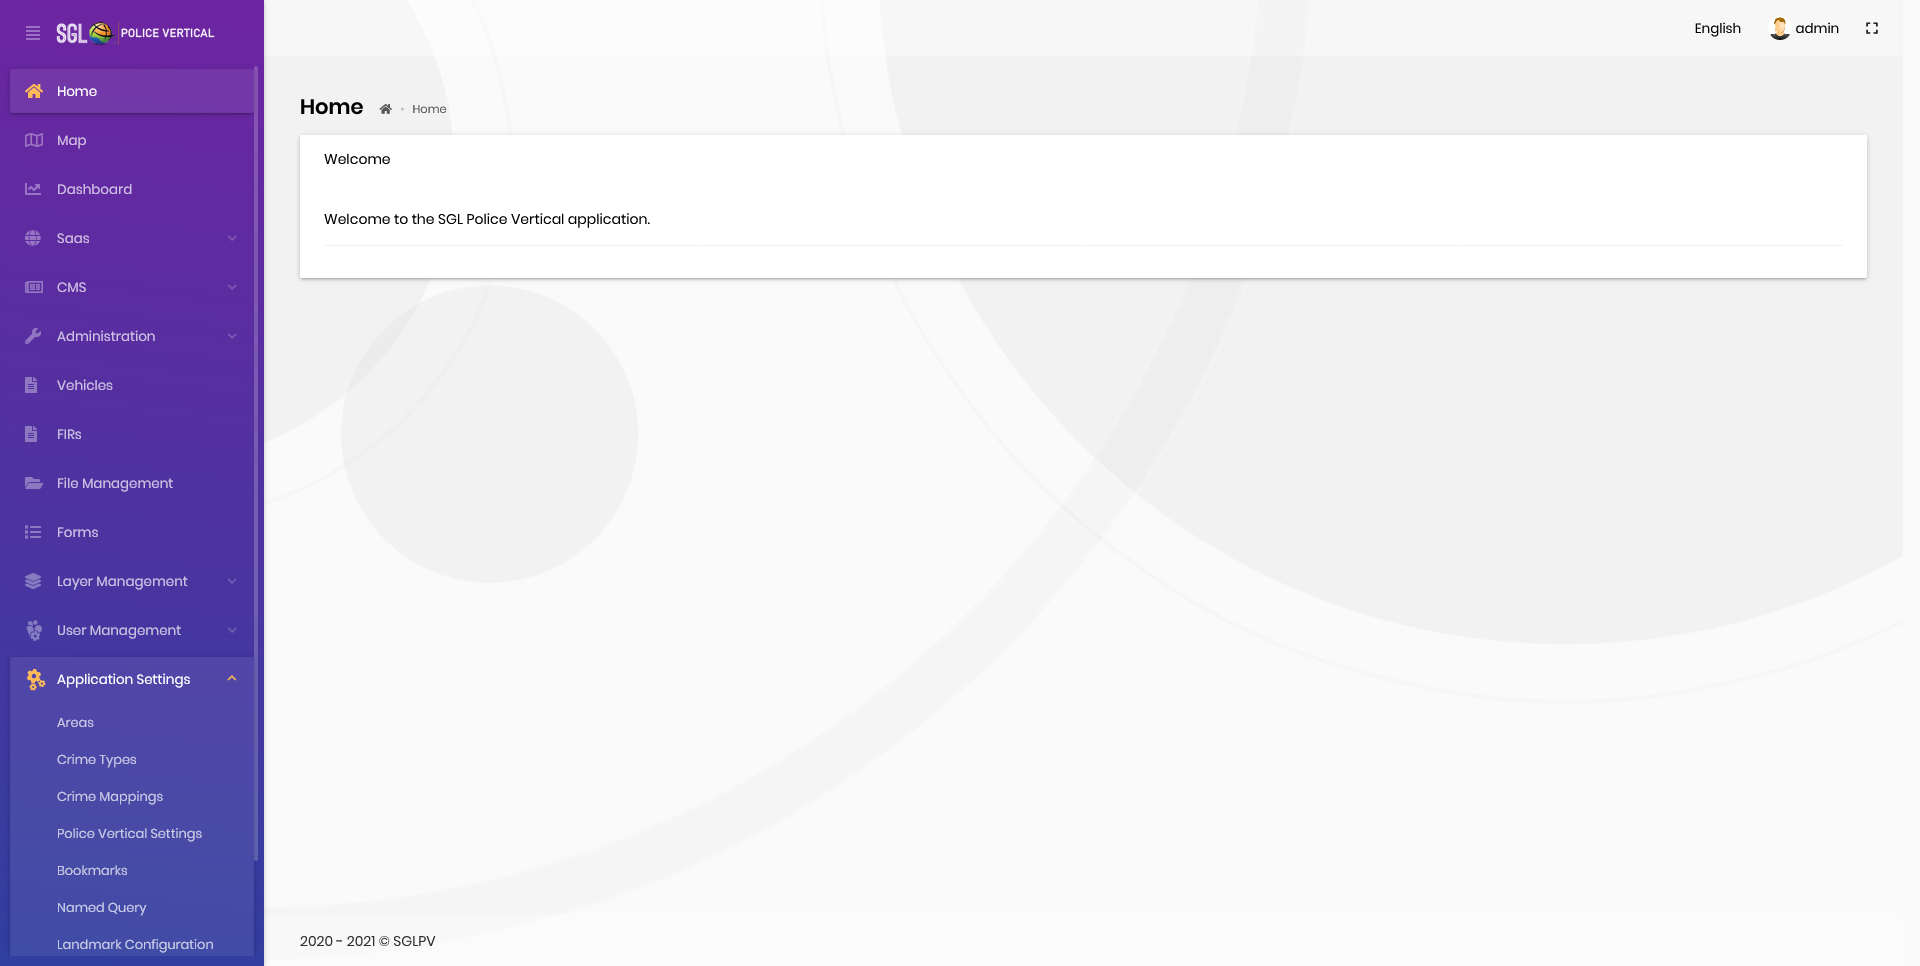 SGL POLICE VERTICAL
English
admin
Home
Map
Dashboard
Saas
CMS
Administration
Vehicles
FIRs
File Management
Forms
Layer Management
User Management
Application Settings
Areas
Crime Types
Crime Mappings
Police Vertical Settings
Bookmarks
Named Query
Landmark Configuration
Home
Home
Welcome
Welcome to the SGL Police Vertical application.
2020 - 2021 © SGLPV